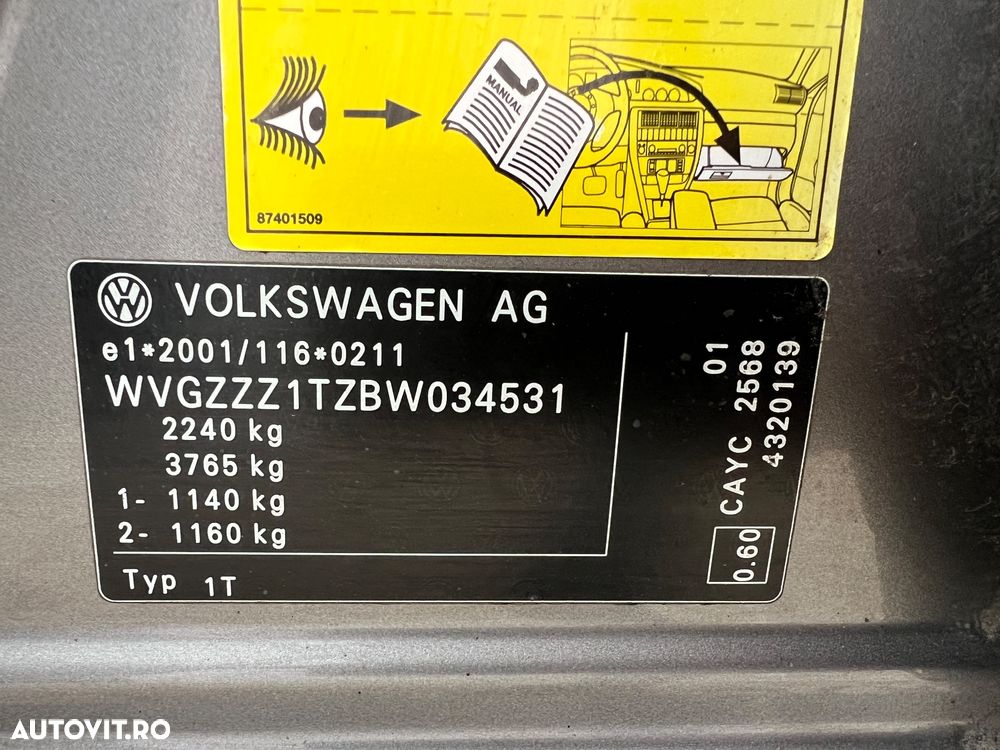 MANUAL
87401509
VOLKSWAGEN AG
e1*2001/116*0211
WVGZZZ1TZBW034531
2240 kg
3765 kg
1- 1140 kg
2- 1160 kg
Typ 1T
01
0.60 CAYC 2568
4320139
AUTOVIT.RO